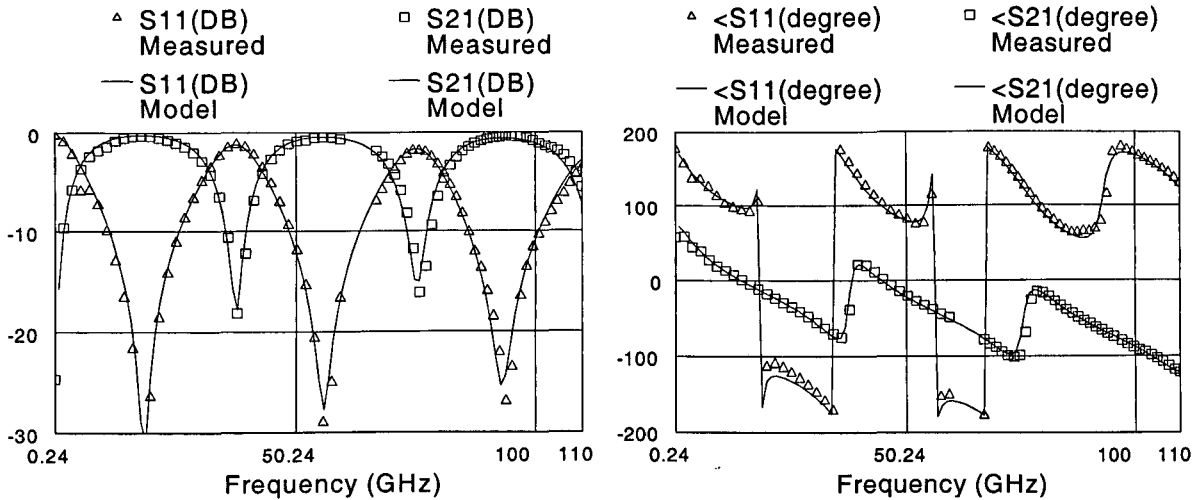 S11(DB) Measured
S21(DB) Measured
S11(DB) Model
S21(DB) Model
0
-10
-20
-30
0.24
50.24
100
110
Frequency (GHz)
<S11(degree) Measured
<S21(degree) Measured
<S11(degree) Model
<S21(degree) Model
200
100
0
-100
-200
0.24
50.24
100
110
Frequency (GHz)